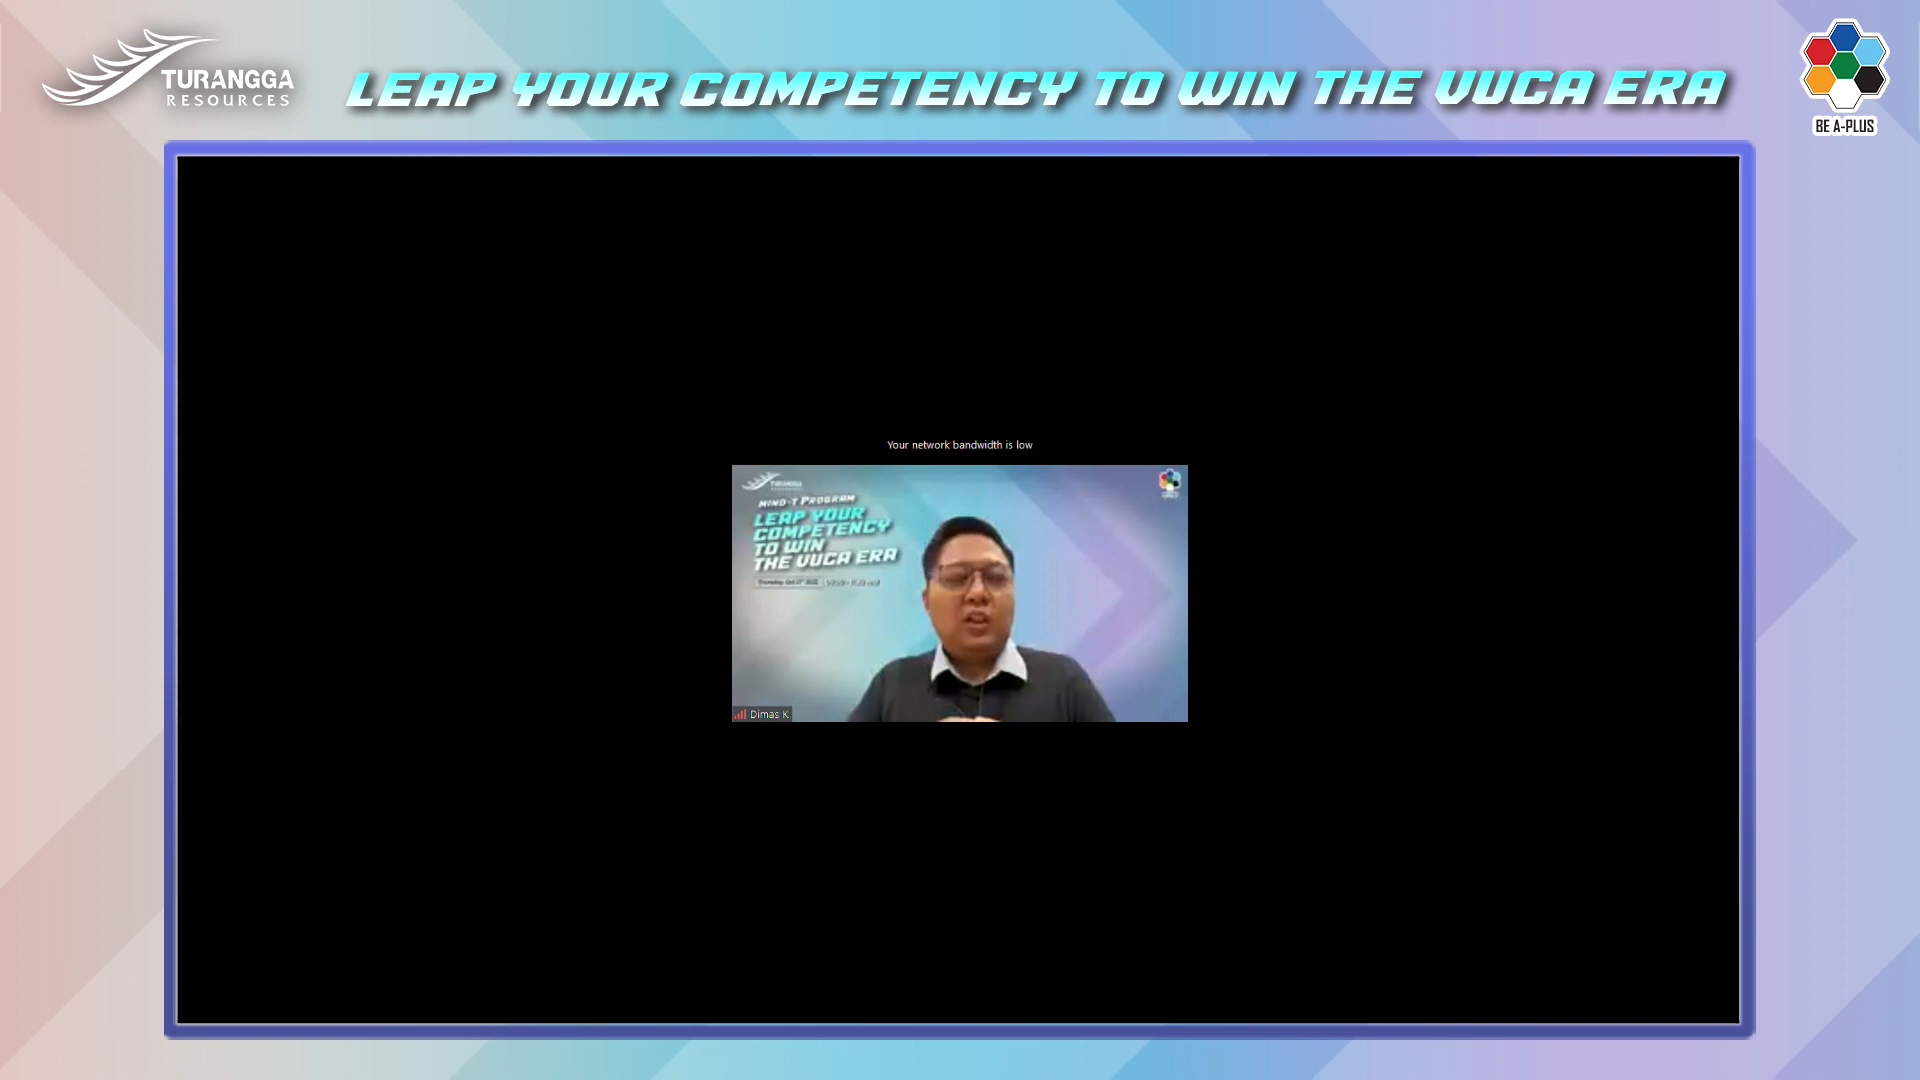 TURANGGA
RESOURCES
LEAP YOUR COMPETENCY TO WIN THE VUCA ERA
BE A-PLUS
Your network bandwidth is low
TURANGGA
MIND-T PROGRAM
LEAP YOUR
COMPETENCY
TO WIN
THE VUCA ERA
Dimas K